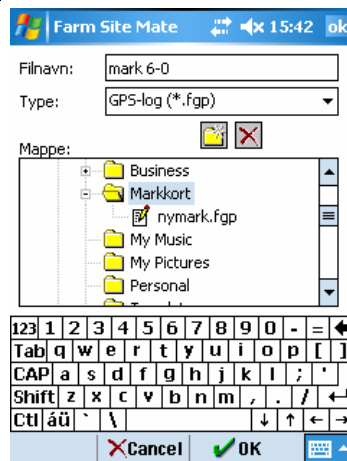 Farm Site Mate 15:42 ok
Filnavn: mark 6-0
Type: GPS-log (*.fgp)
Mappe:
Business
Markkort
nymark.fgp
My Music
My Pictures
Personal
123 1 2 3 4 5 6 7 8 9 0 - =
Tab q w e r t y u i o p [ ]
CAP a s d f g h j k l ; '
Shift z x c v b n m , . /
Ctl áü ` \
Cancel OK